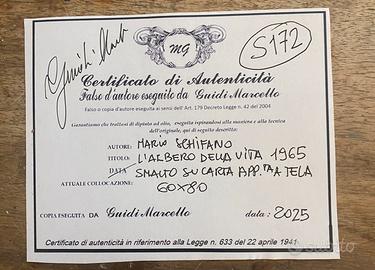 Guidi Marcello
MG
S172
Certificato di Autenticità
Falso d'autore eseguito da Guidi Marcello
Falso o copia d'autore eseguita ai sensi dell'Art. 179 Decreto Legge n. 42 del 2004
Garantiamo che trattasi di dipinto ad olio, eseguito ispirandosi alla maniera e alla tecnica
dell'originale, qui di seguito descritto:
AUTORE: MARIO SCHIFANO
TITOLO: L'ALBERO DELLA VITA 1965
DATA: SMALTO SU CARTA APP.TA A TELA
ATTUALE COLLOCAZIONE: 60X80
COPIA ESEGUITA DA Guidi Marcello data: 2025
Certificato di autenticità in riferimento alla Legge n. 633 del 22 aprile 1941
subito